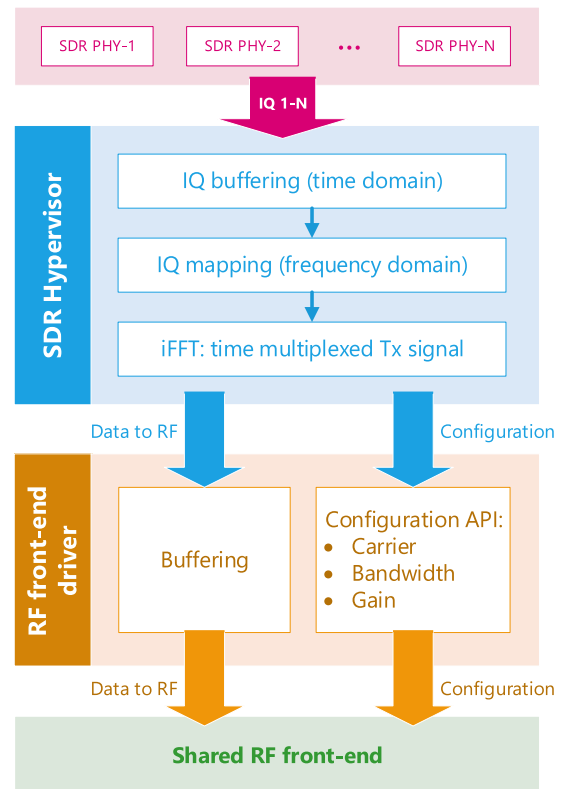 SDR PHY-1
SDR PHY-2
...
SDR PHY-N
IQ 1-N
SDR Hypervisor
IQ buffering (time domain)
IQ mapping (frequency domain)
iFFT: time multiplexed Tx signal
Data to RF
Configuration
RF front-end
driver
Buffering
Configuration API:
• Carrier
• Bandwidth
• Gain
Data to RF
Configuration
Shared RF front-end